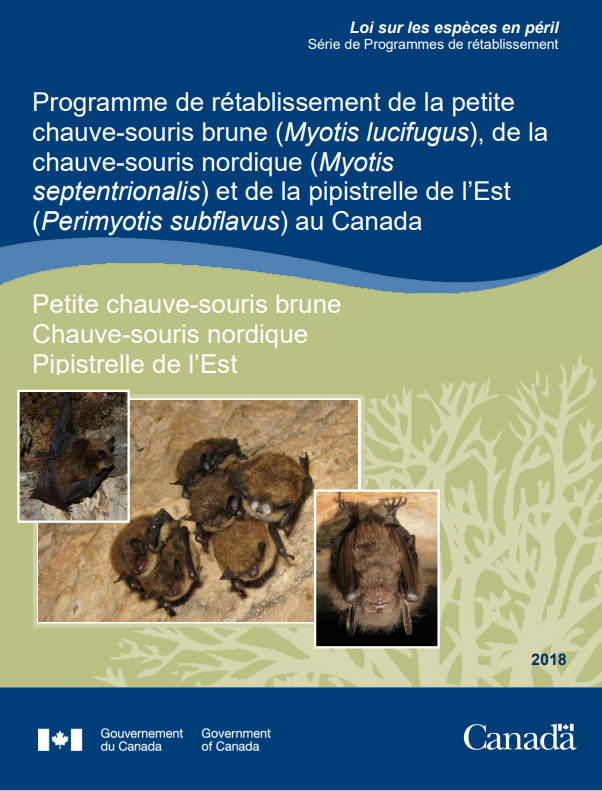 Loi sur les espèces en péril
Série de Programmes de rétablissement
Programme de rétablissement de la petite
chauve-souris brune (Myotis lucifugus), de la
chauve-souris nordique (Myotis
septentrionalis) et de la pipistrelle de l’Est
(Perimyotis subflavus) au Canada
Petite chauve-souris brune
Chauve-souris nordique
Pipistrelle de l’Est
2018
Gouvernement
du Canada
Government
of Canada
Canada